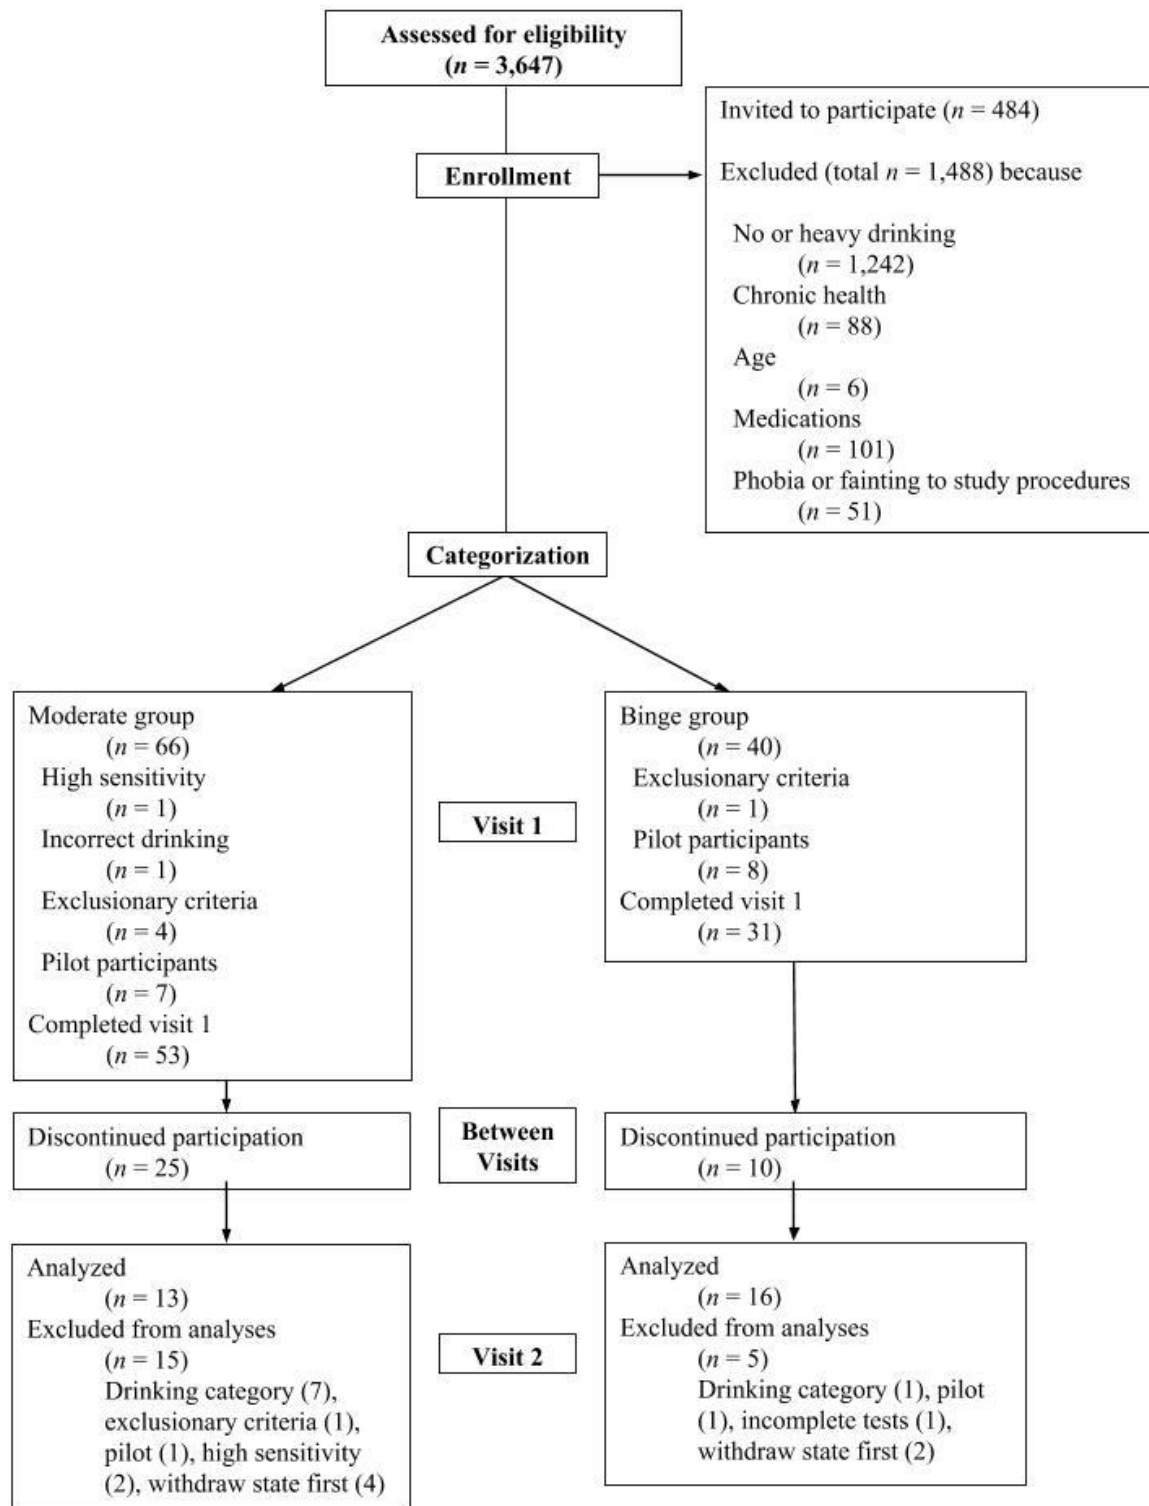 Assessed for eligibility
(n = 3,647)
Invited to participate (n = 484)
Enrollment
Excluded (total n = 1,488) because
No or heavy drinking
(n = 1,242)
Chronic health
(n = 88)
Age
(n = 6)
Medications
(n = 101)
Phobia or fainting to study procedures
(n = 51)
Categorization
Moderate group
(n = 66)
High sensitivity
(n = 1)
Incorrect drinking
(n = 1)
Exclusionary criteria
(n = 4)
Pilot participants
(n = 7)
Completed visit 1
(n = 53)
Visit 1
Binge group
(n = 40)
Exclusionary criteria
(n = 1)
Pilot participants
(n = 8)
Completed visit 1
(n = 31)
Discontinued participation
(n = 25)
Between
Visits
Discontinued participation
(n = 10)
Analyzed
(n = 13)
Excluded from analyses
(n = 15)
Drinking category (7),
exclusionary criteria (1),
pilot (1), high sensitivity
(2), withdraw state first (4)
Visit 2
Analyzed
(n = 16)
Excluded from analyses
(n = 5)
Drinking category (1), pilot
(1), incomplete tests (1),
withdraw state first (2)